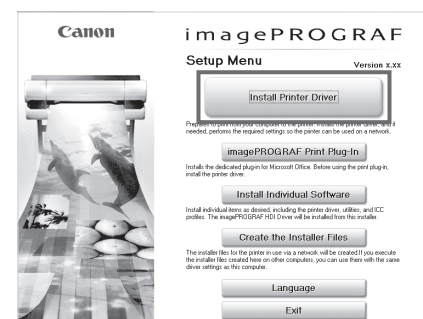 Canon
imagePROGRAF
Setup Menu
Version x.xx
Install Printer Driver
Prepares to print from your computer to the printer. Installs the printer driver, and if
needed, performs the required settings so the printer can be used on a network.
imagePROGRAF Print Plug-In
Installs the dedicated plug-in for Microsoft Office. Before using the print plug-in,
install the printer driver.
Install Individual Software
Install individual items as desired, including the printer driver, utilities, and ICC
profiles. The imagePROGRAF HDI Driver will be installed from this installer.
Create the Installer Files
The installer files for the printer in use via a network will be created.If you execute
the installer files created here on other computers, you can use them with the same
driver settings as this computer.
Language
Exit